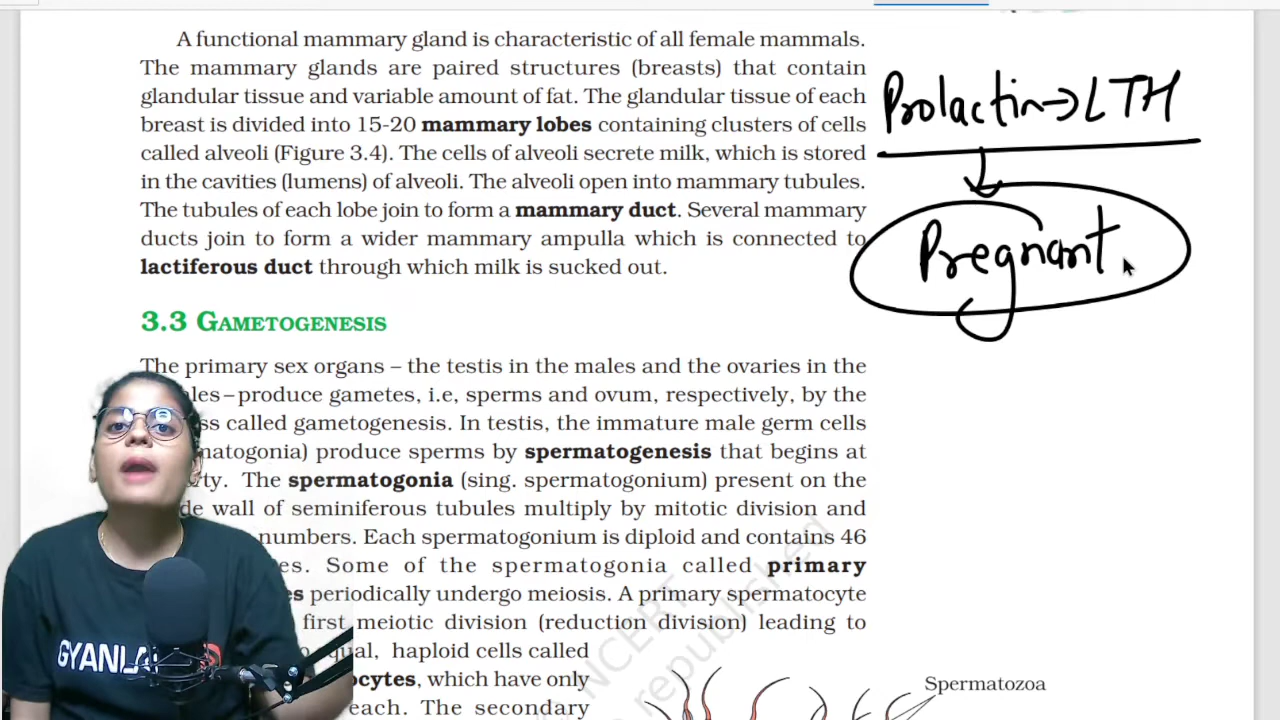 A functional mammary gland is characteristic of all female mammals.
The mammary glands are paired structures (breasts) that contain
glandular tissue and variable amount of fat. The glandular tissue of each
breast is divided into 15-20 mammary lobes containing clusters of cells
called alveoli (Figure 3.4). The cells of alveoli secrete milk, which is stored
in the cavities (lumens) of alveoli. The alveoli open into mammary tubules.
The tubules of each lobe join to form a mammary duct. Several mammary
ducts join to form a wider mammary ampulla which is connected to
lactiferous duct through which milk is sucked out.
Prolactin→LTH
Pregnant
3.3 GAMETOGENESIS
The primary sex organs – the testis in the males and the ovaries in the
les – produce gametes, i.e, sperms and ovum, respectively, by the
ss called gametogenesis. In testis, the immature male germ cells
matogonia) produce sperms by spermatogenesis that begins at
rty. The spermatogonia (sing. spermatogonium) present on the
de wall of seminiferous tubules multiply by mitotic division and
numbers. Each spermatogonium is diploid and contains 46
es. Some of the spermatogonia called primary
es periodically undergo meiosis. A primary spermatocyte
first meiotic division (reduction division) leading to
qual, haploid cells called
ocytes, which have only
each. The secondary
Spermatozoa
NCERT
republished
GYANLA